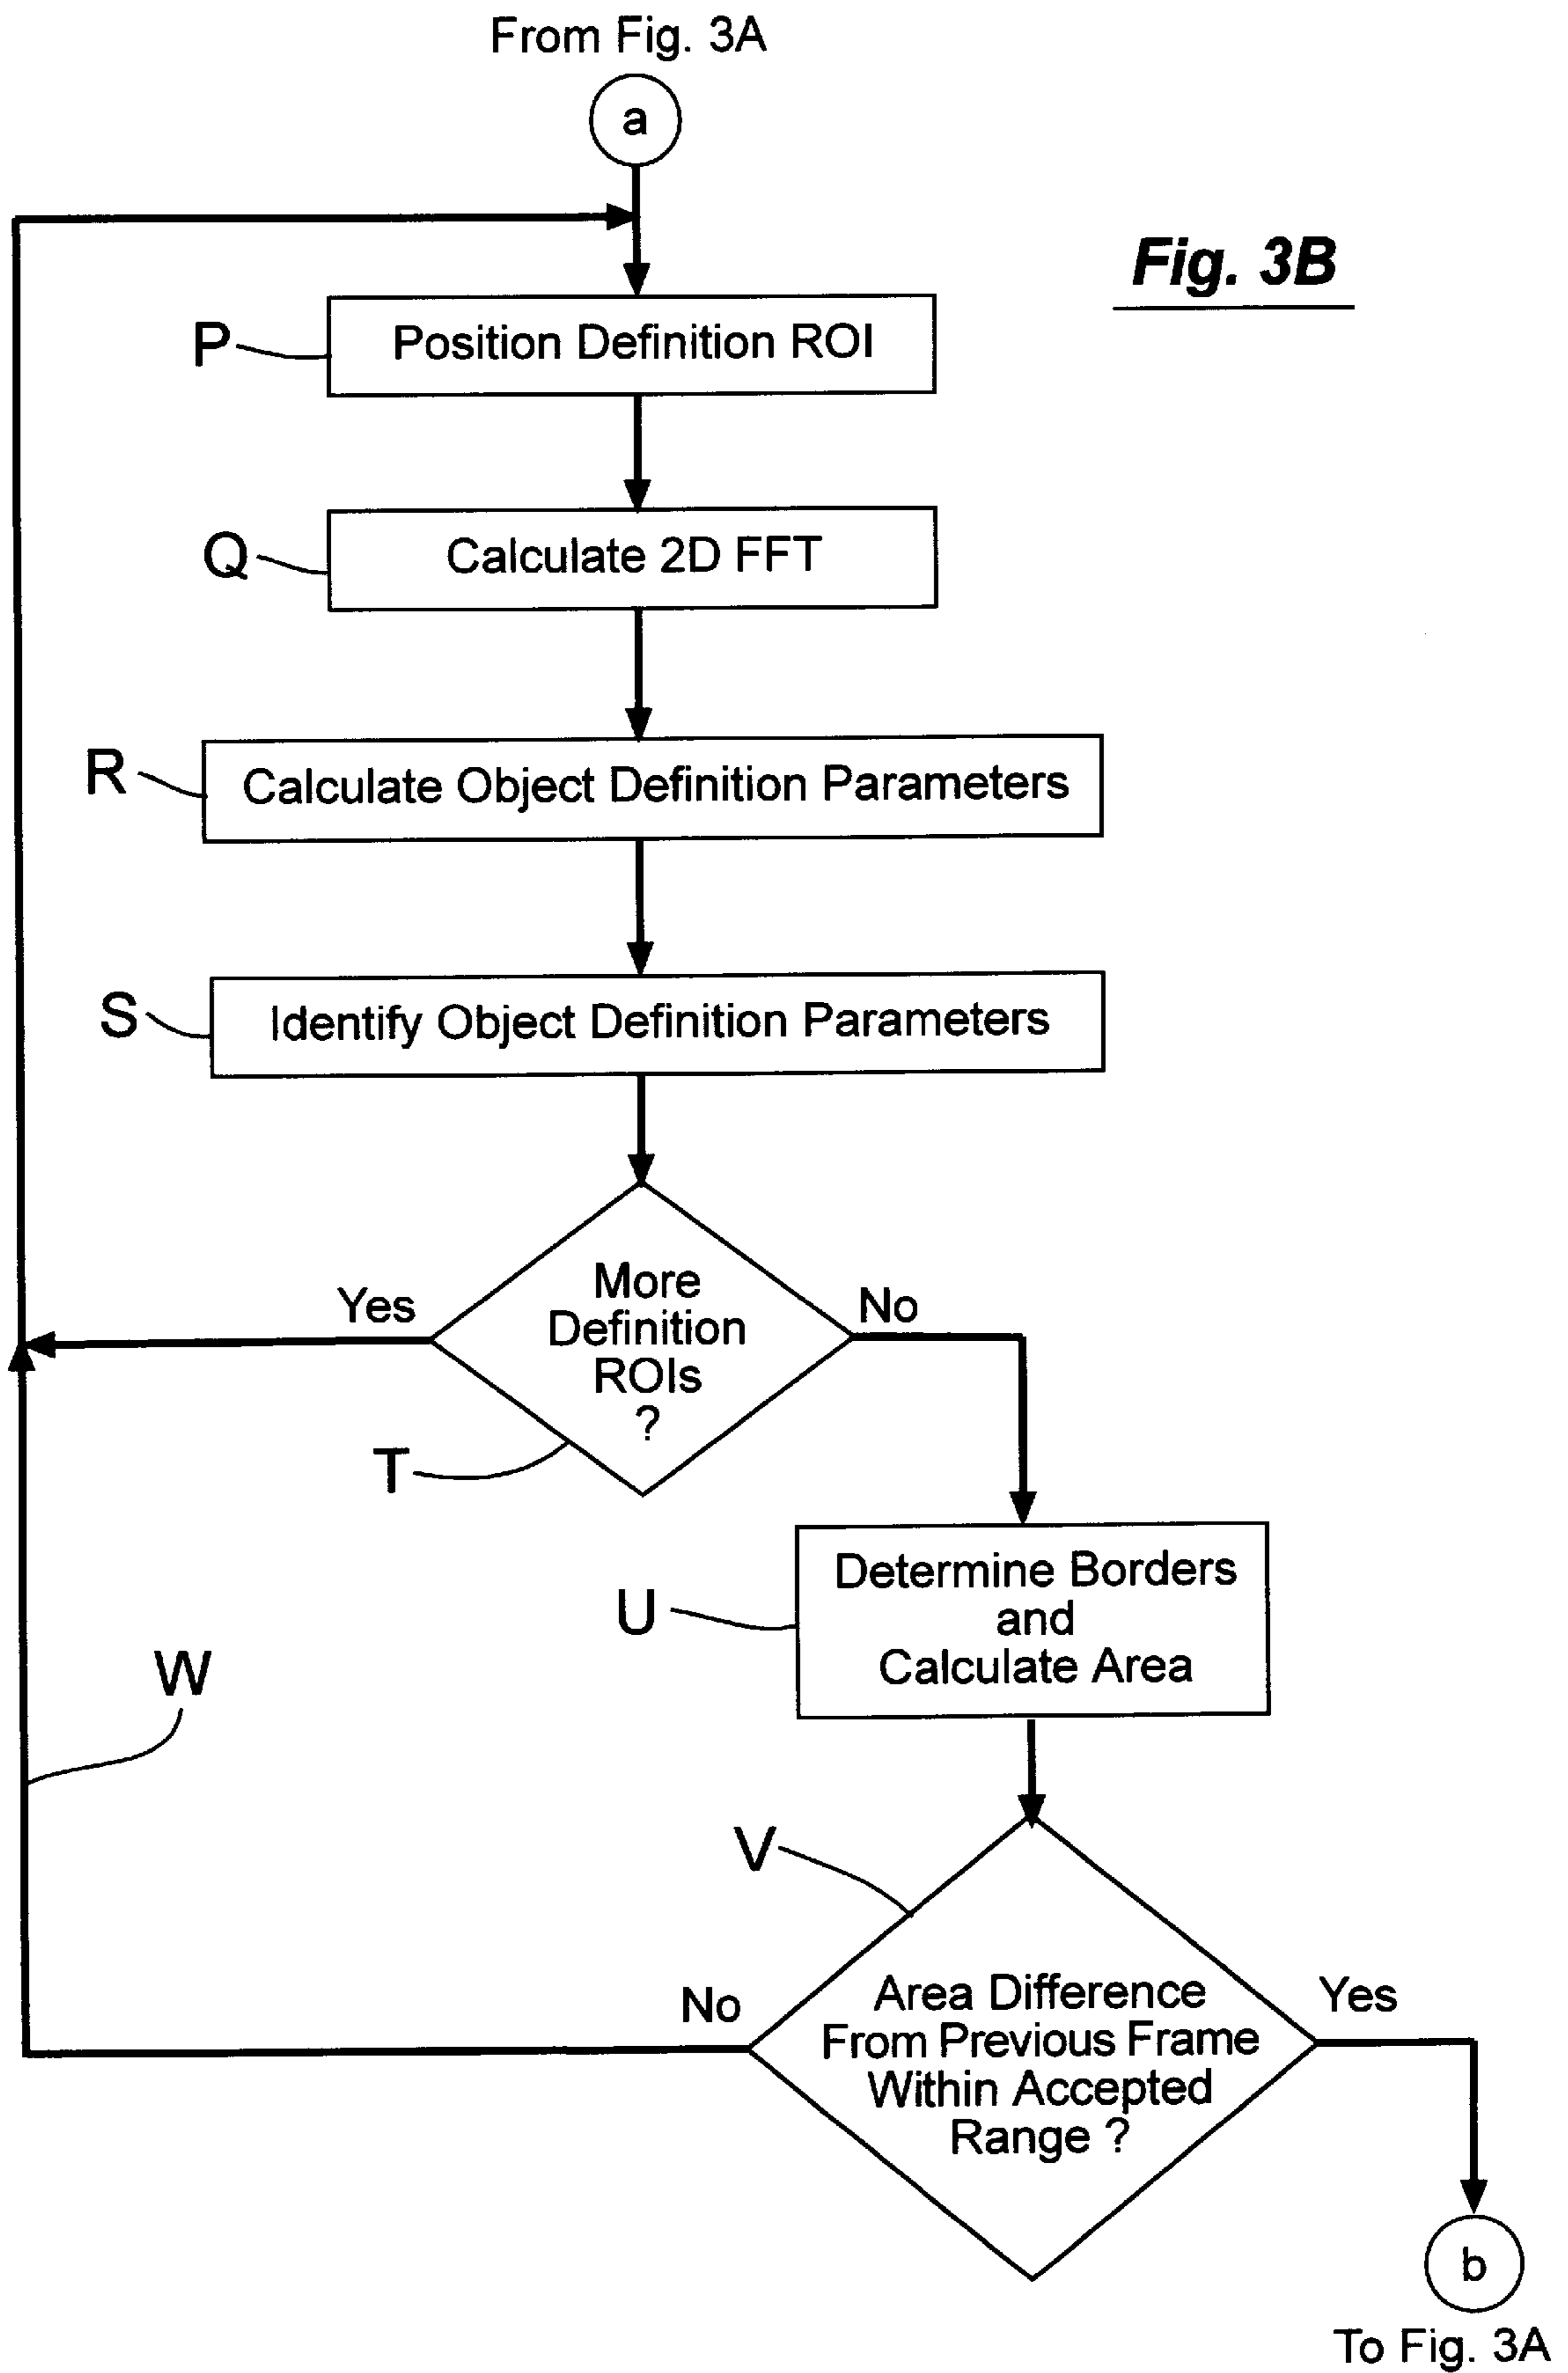 From Fig. 3A
a
Fig. 3B
P
Position Definition ROI
Q
Calculate 2D FFT
R
Calculate Object Definition Parameters
S
Identify Object Definition Parameters
Yes
More
Definition
ROIs
?
No
T
Determine Borders
and
Calculate Area
U
W
V
No
Area Difference
From Previous Frame
Within Accepted
Range ?
Yes
b
To Fig. 3A